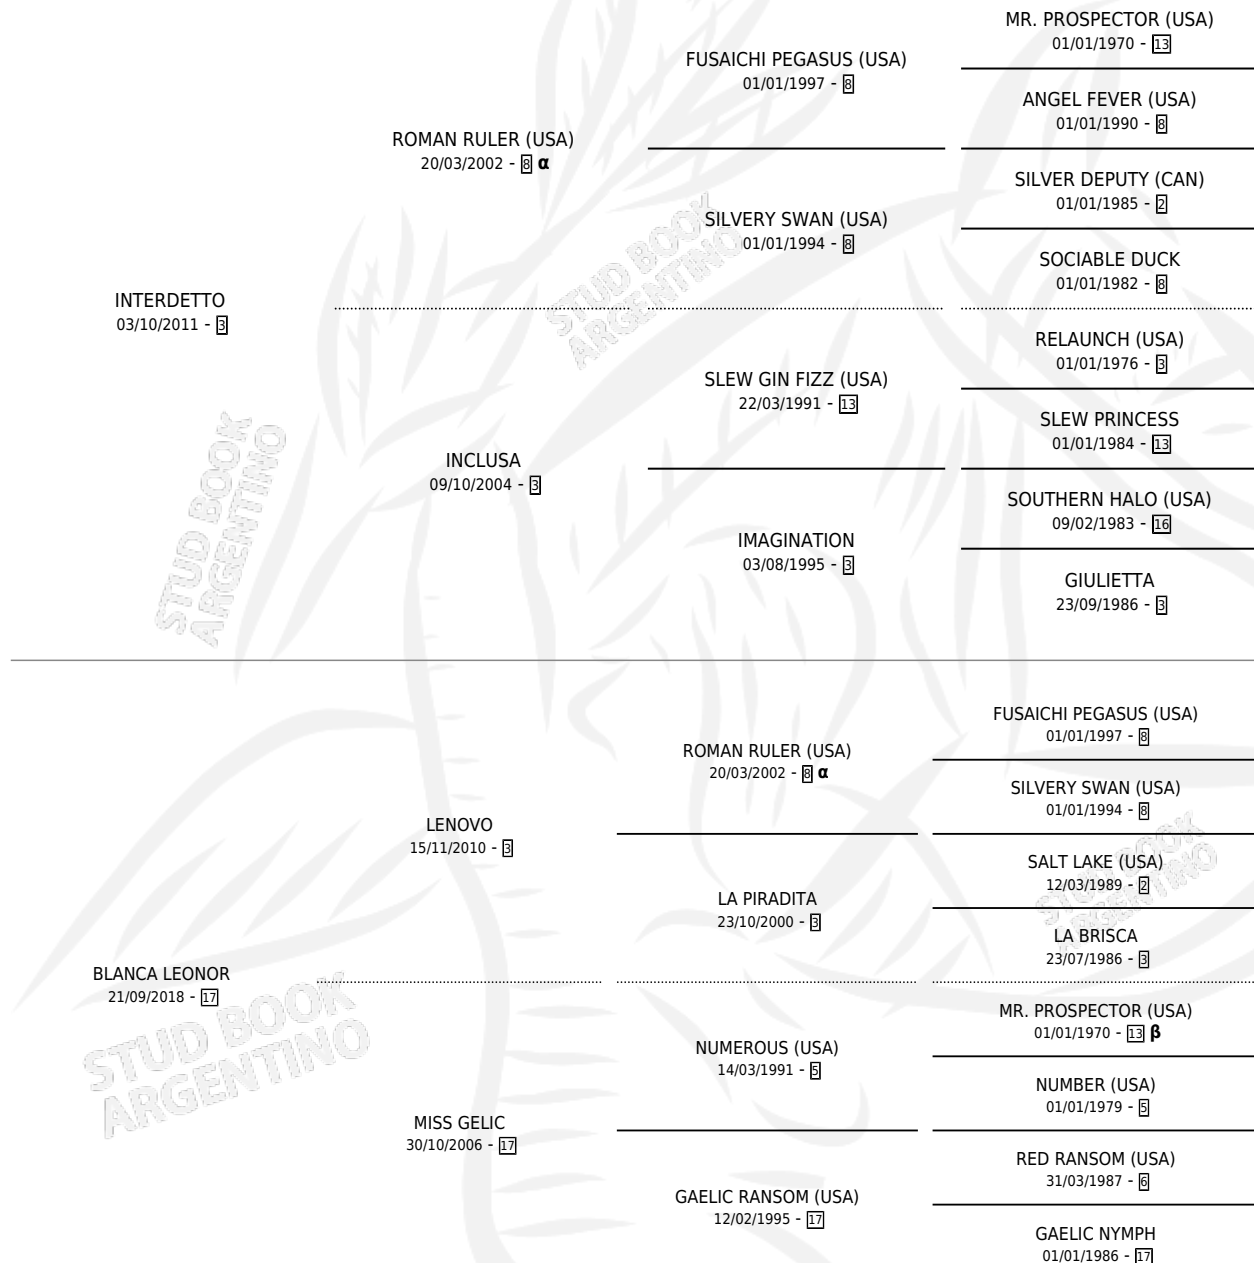 MR. PROSPECTOR (USA)
01/01/1970 - 13
FUSAICHI PEGASUS (USA)
01/01/1997 - 8
ANGEL FEVER (USA)
01/01/1990 - 8
ROMAN RULER (USA)
20/03/2002 - 8 α
SILVER DEPUTY (CAN)
01/01/1985 - 2
SILVERY SWAN (USA)
01/01/1994 - 8
SOCIABLE DUCK
01/01/1982 - 8
INTERDETTO
03/10/2011 - 3
RELAUNCH (USA)
01/01/1976 - 3
SLEW GIN FIZZ (USA)
22/03/1991 - 13
SLEW PRINCESS
01/01/1984 - 13
INCLUSA
09/10/2004 - 3
SOUTHERN HALO (USA)
09/02/1983 - 16
IMAGINATION
03/08/1995 - 3
GIULIETTA
23/09/1986 - 3
FUSAICHI PEGASUS (USA)
01/01/1997 - 8
ROMAN RULER (USA)
20/03/2002 - 8 α
SILVERY SWAN (USA)
01/01/1994 - 8
LENOVO
15/11/2010 - 3
SALT LAKE (USA)
12/03/1989 - 2
LA PIRADITA
23/10/2000 - 3
LA BRISCA
23/07/1986 - 3
BLANCA LEONOR
21/09/2018 - 17
MR. PROSPECTOR (USA)
01/01/1970 - 13 β
NUMEROUS (USA)
14/03/1991 - 5
NUMBER (USA)
01/01/1979 - 5
MISS GELIC
30/10/2006 - 17
RED RANSOM (USA)
31/03/1987 - 6
GAELIC RANSOM (USA)
12/02/1995 - 17
GAELIC NYMPH
01/01/1986 - 17
STUD BOOK
ARGENTINO
STUD BOOK
ARGENTINO
STUD BOOK
ARGENTINO
STUD BOOK
ARGENTINO